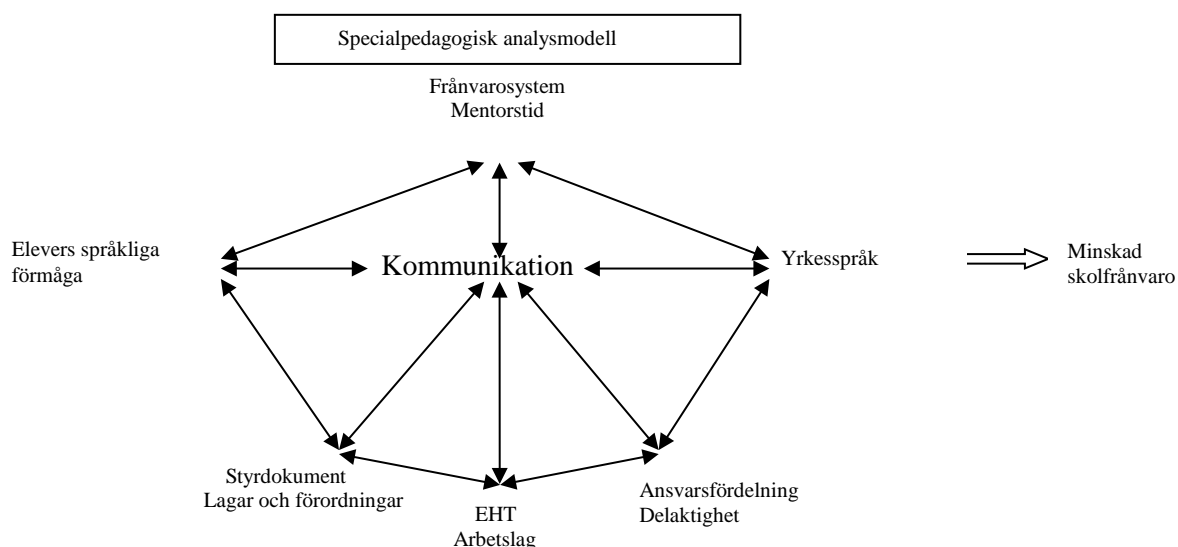 Specialpedagogisk analysmodell
Frånvarosystem
Mentorstid
Elevers språkliga
förmåga
Kommunikation
Yrkesspråk
Minskad
skolfrånvaro
Styrdokument
Lagar och förordningar
EHT
Arbetslag
Ansvarsfördelning
Delaktighet